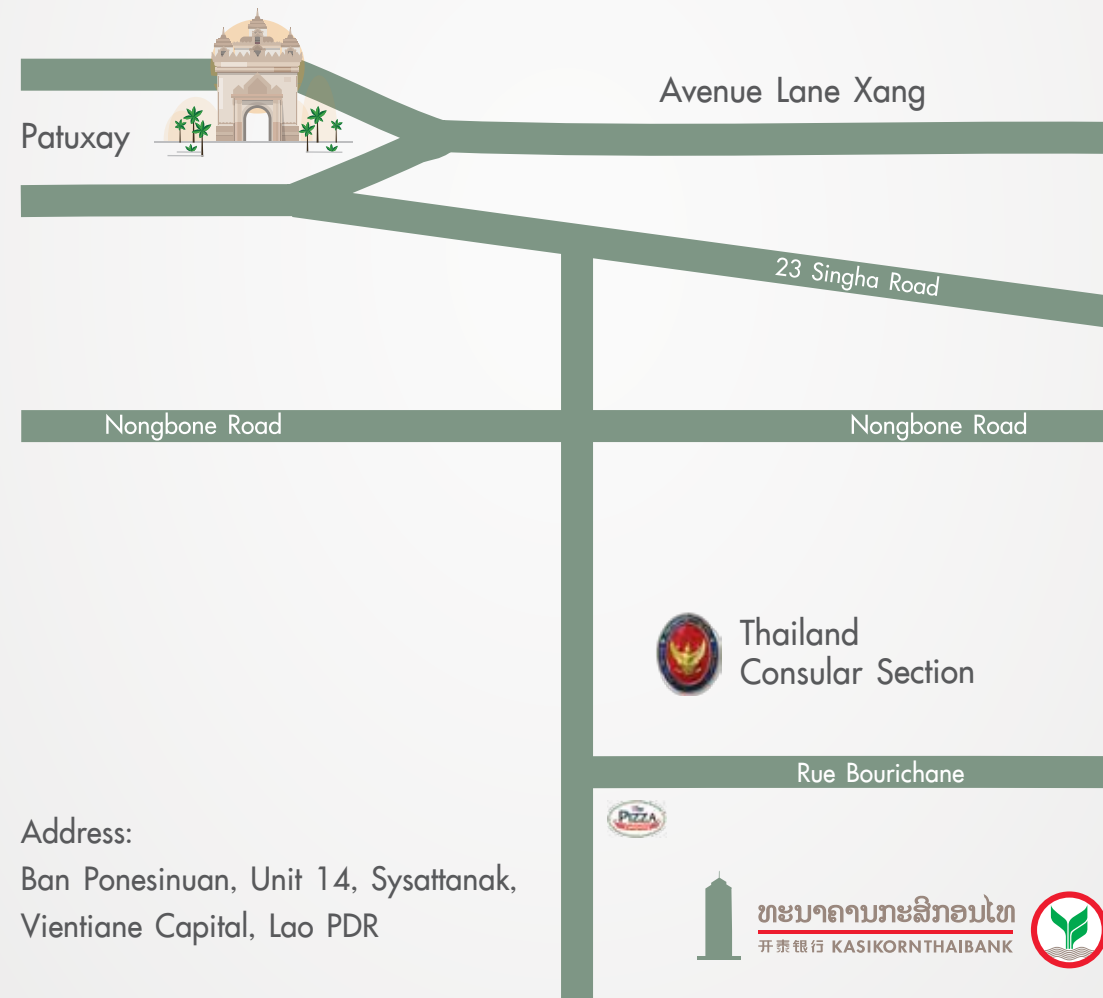 Avenue Lane Xang
Patuxay
23 Singha Road
Nongbone Road
Nongbone Road
Thailand
Consular Section
Rue Bourichane
The
PIZZA
Address:
Ban Ponesinuan, Unit 14, Sysattanak,
Vientiane Capital, Lao PDR
ທະນາຄານກະສິກອນໄທ
开泰银行 KASIKORNTHAIBANK